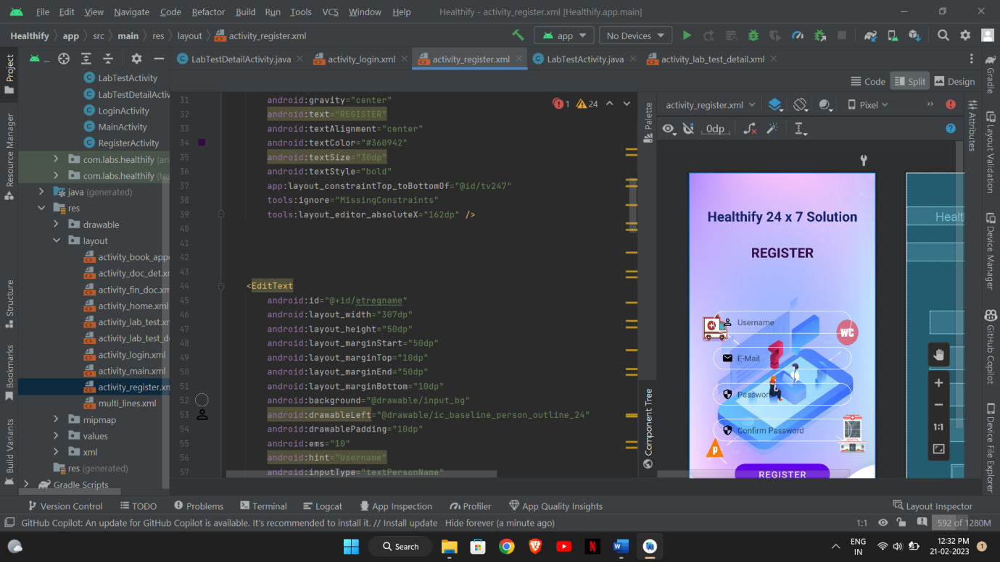 File Edit View Navigate Code Refactor Build Run Tools VCS Window Help Healthify - activity_register.xml [Healthify.app.main]
Healthify app src main res layout activity_register.xml app No Devices
... LabTestDetailActivity.java activity_login.xml activity_register.xml LabTestActivity.java activity_lab_test_detail.xml
Code Split Design
Project
Resource Manager
Structure
Bookmarks
Build Variants
LabTestActivity
LabTestDetailActiv
LoginActivity
MainActivity
RegisterActivity
com.labs.healthify (an
com.labs.healthify (tes
java (generated)
res
drawable
layout
activity_book_app
activity_doc_det.xm
activity_fin_doc.xm
activity_home.xml
activity_lab_test.xm
activity_lab_test_d
activity_login.xml
activity_main.xml
activity_register.xm
multi_lines.xml
mipmap
values
xml
res (generated)
Gradle Scripts
1 24
31 android:gravity="center"
32 android:text="REGISTER"
33 android:textAlignment="center"
34 android:textColor="#360942"
35 android:textSize="30dp"
36 android:textStyle="bold"
37 app:layout_constraintTop_toBottomOf="@id/tv247"
38 tools:ignore="MissingConstraints"
39 tools:layout_editor_absoluteX="162dp" />
40
41
42
43
44 <EditText
45 android:id="@+id/etregname"
46 android:layout_width="307dp"
47 android:layout_height="50dp"
48 android:layout_marginStart="50dp"
49 android:layout_marginTop="10dp"
50 android:layout_marginEnd="50dp"
51 android:layout_marginBottom="10dp"
52 android:background="@drawable/input_bg"
53 android:drawableLeft="@drawable/ic_baseline_person_outline_24"
54 android:drawablePadding="10dp"
55 android:ems="10"
56 android:hint="Username"
57 android:inputType="textPersonName"
Palette
Component Tree
activity_register.xml Pixel
0dp
Healthify 24 x 7 Solution
REGISTER
Username
WC
E-Mail
Password
Confirm Password
P
REGISTER
Healt
1:1
Attributes
Gradle
Layout Validation
Device Manager
GitHub Copilot
Device File Explorer
Version Control TODO Problems Terminal Logcat App Inspection Profiler App Quality Insights Layout Inspector
GitHub Copilot: An update for GitHub Copilot is available. It's recommended to install it. // Install update Hide forever (a minute ago) 1:1 592 of 1280M
Search
ENG
IN
12:32 PM
21-02-2023
1